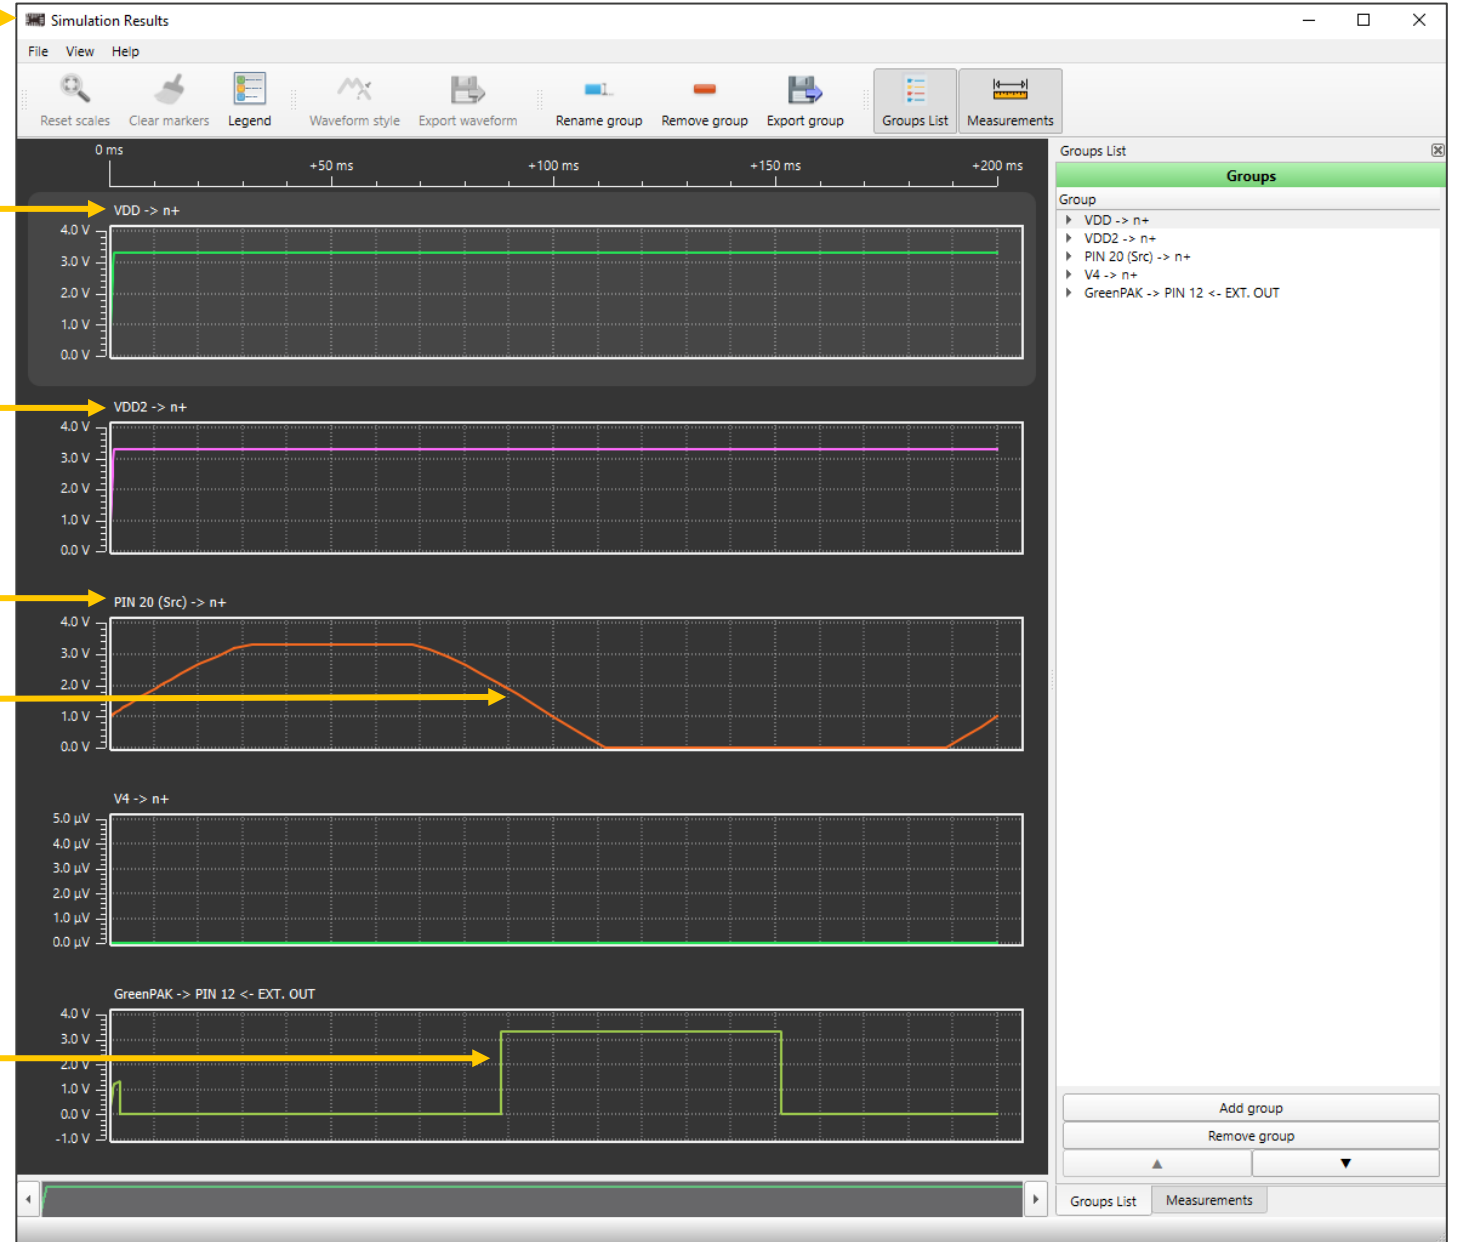 Simulation Results
File View Help
Reset scales Clear markers Legend Waveform style Export waveform Rename group Remove group Export group Groups List Measurements
0 ms +50 ms +100 ms +150 ms +200 ms
VDD -> n+
4.0 V
3.0 V
2.0 V
1.0 V
0.0 V
VDD2 -> n+
4.0 V
3.0 V
2.0 V
1.0 V
0.0 V
PIN 20 (Src) -> n+
4.0 V
3.0 V
2.0 V
1.0 V
0.0 V
V4 -> n+
5.0 µV
4.0 µV
3.0 µV
2.0 µV
1.0 µV
0.0 µV
GreenPAK -> PIN 12 <- EXT. OUT
4.0 V
3.0 V
2.0 V
1.0 V
0.0 V
-1.0 V
Groups List
Groups
Group
VDD -> n+
VDD2 -> n+
PIN 20 (Src) -> n+
V4 -> n+
GreenPAK -> PIN 12 <- EXT. OUT
Add group
Remove group
Groups List Measurements